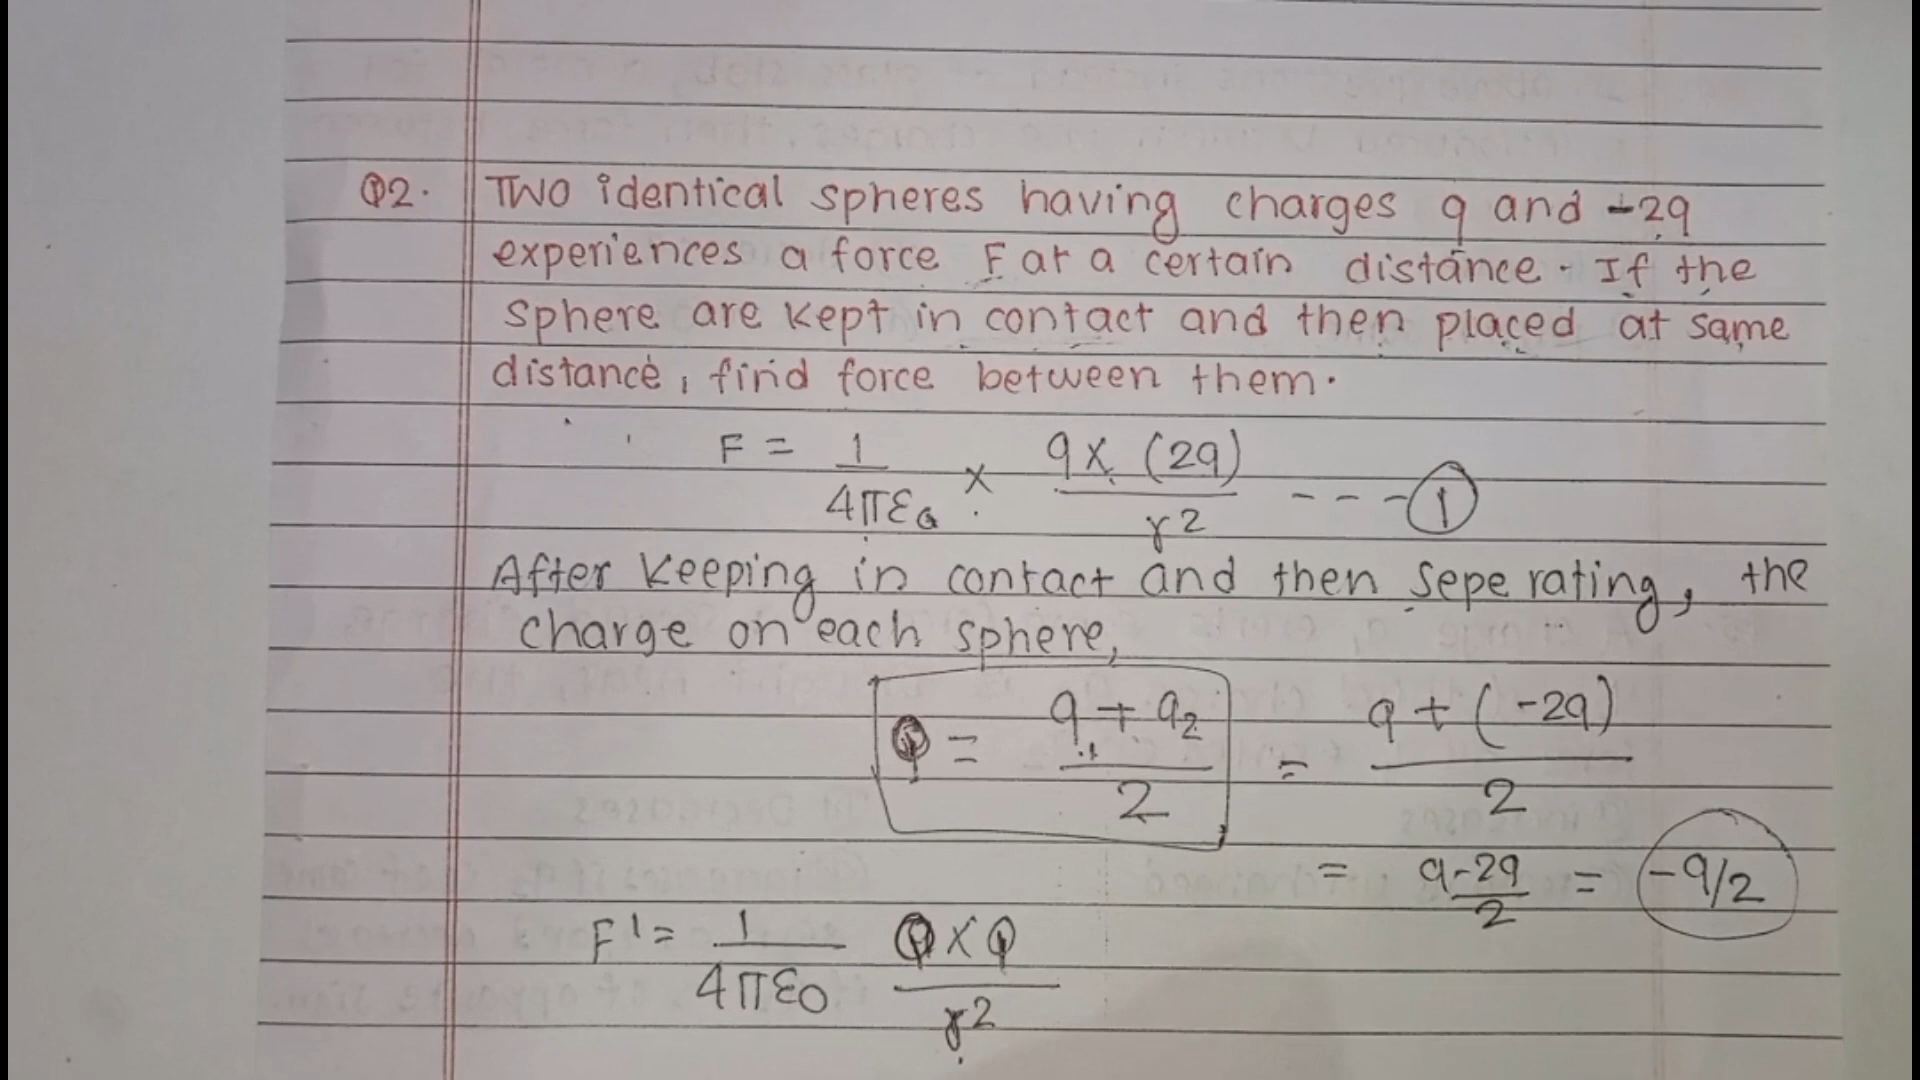 Q2. Two identical spheres having charges q and -2q
experiences a force F at a certain distance. If the
sphere are kept in contact and then placed at same
distance, find force between them.
F = 1/4πε₀ × q × (2q)/r² ---- ①
After keeping in contact and then seperating, the
charge on each sphere,
Q = q₁ + q₂/2 = q + (-2q)/2
= q-2q/2 = -q/2
F' = 1/4πε₀ Q × Q/r²